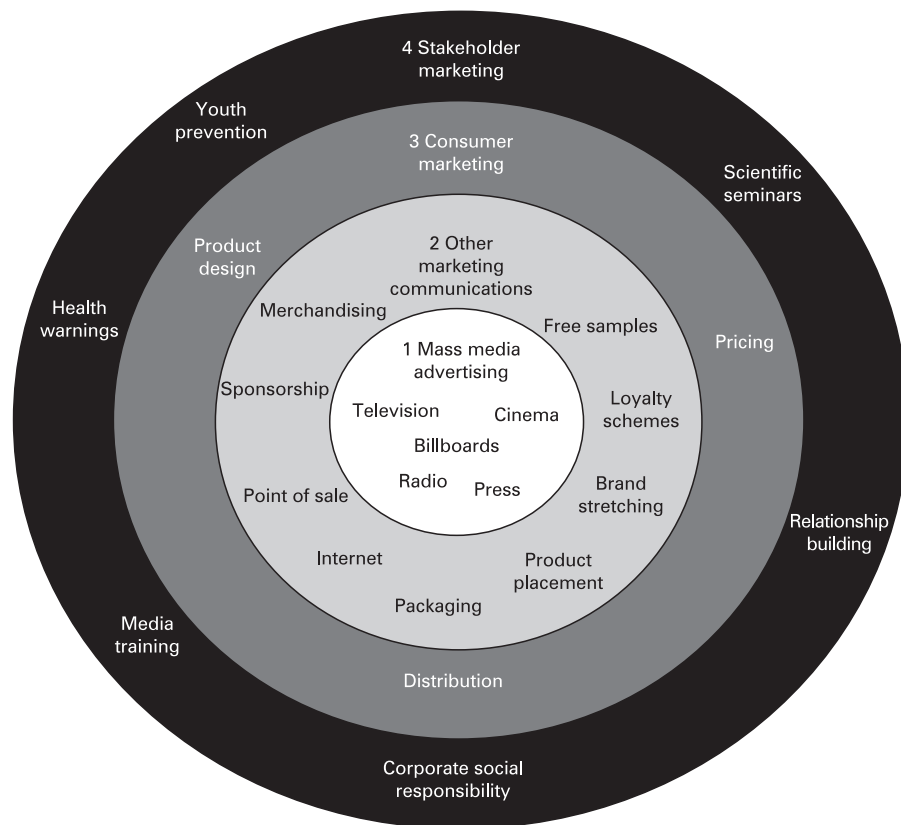 4 Stakeholder
marketing
Youth
prevention
3 Consumer
marketing
Scientific
seminars
Product
design
2 Other
marketing
communications
Merchandising
Free samples
Health
warnings
Pricing
1 Mass media
advertising
Sponsorship
Loyalty
schemes
Television
Cinema
Billboards
Radio
Press
Point of sale
Brand
stretching
Relationship
building
Internet
Product
placement
Packaging
Media
training
Distribution
Corporate social
responsibility